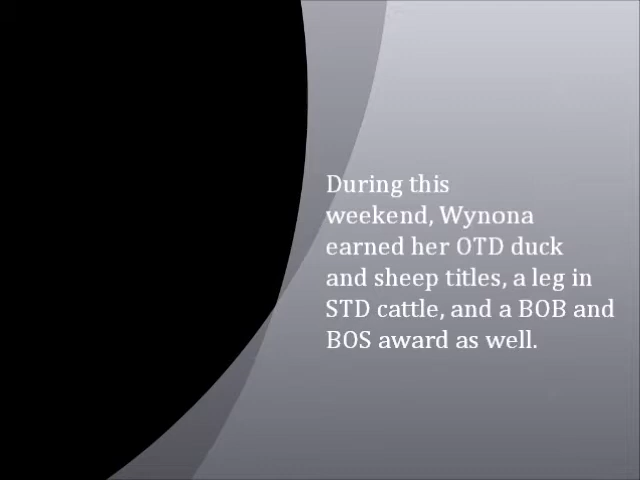 During this
weekend, Wynona
earned her OTD duck
and sheep titles, a leg in
STD cattle, and a BOB and
BOS award as well.